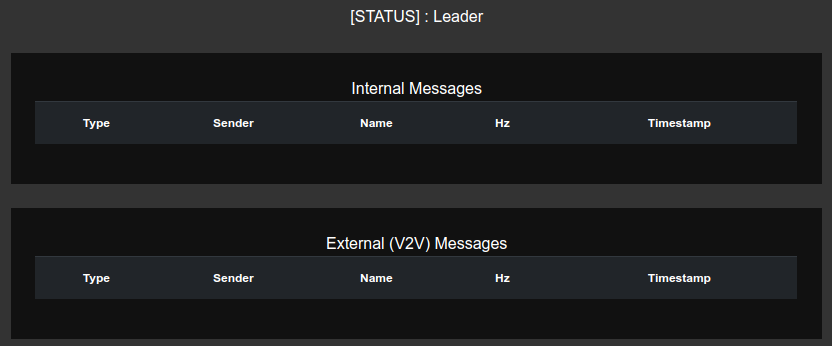 [STATUS] : Leader
Internal Messages
Type Sender Name Hz Timestamp
External (V2V) Messages
Type Sender Name Hz Timestamp